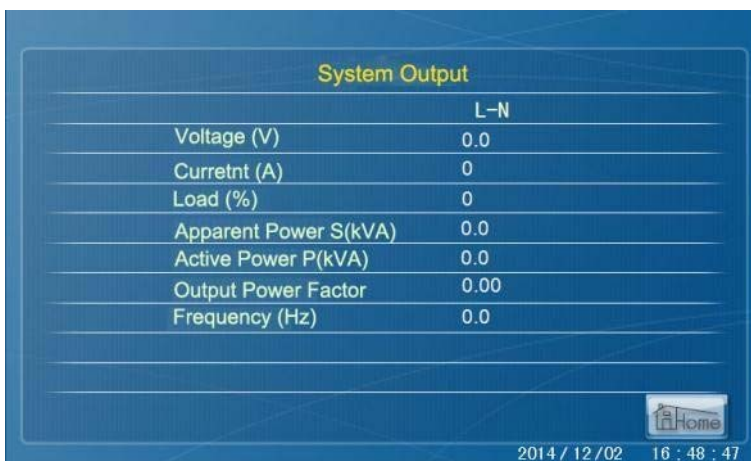 System Output
L-N
Voltage (V) 0.0
Curretnt (A) 0
Load (%) 0
Apparent Power S(kVA) 0.0
Active Power P(kVA) 0.0
Output Power Factor 0.00
Frequency (Hz) 0.0
Home
2014/12/02 16:48:47